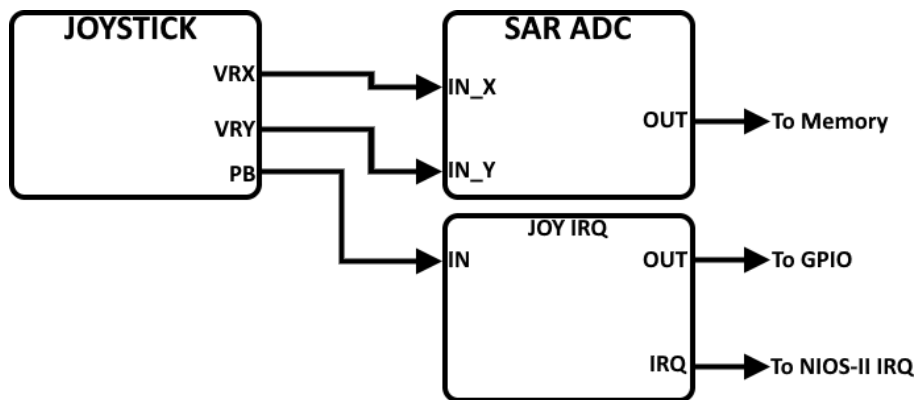 JOYSTICK
VRX
VRY
PB
SAR ADC
IN_X
IN_Y
OUT
To Memory
JOY IRQ
IN
OUT
To GPIO
IRQ
To NIOS-II IRQ